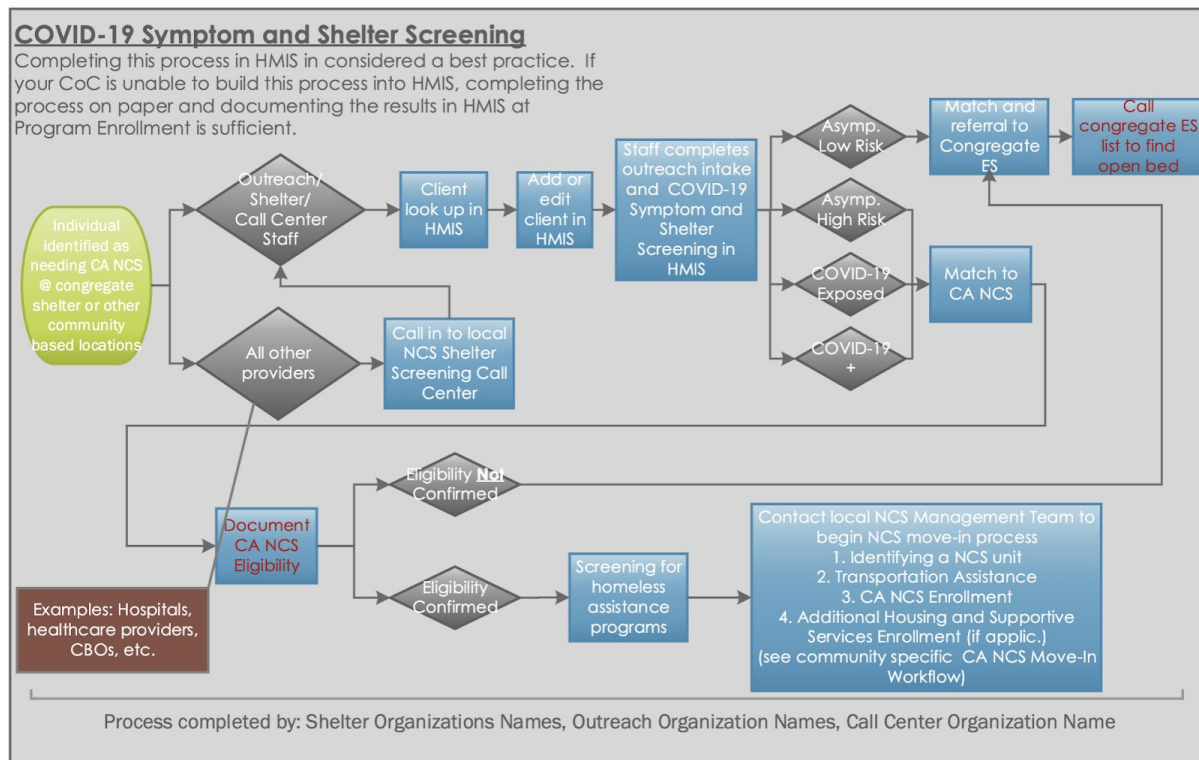 COVID-19 Symptom and Shelter Screening
Completing this process in HMIS in considered a best practice.  If
your CoC is unable to build this process into HMIS, completing the
process on paper and documenting the results in HMIS at
Program Enrollment is sufficient.
Individual
identified as
needing CA NCS
@ congregate
shelter or other
community
based locations
Outreach/
Shelter/
Call Center
Staff
Client
look up in
HMIS
Add or
edit
client in
HMIS
Staff completes
outreach intake
and  COVID-19
Symptom and
Shelter
Screening in
HMIS
Asymp.
Low Risk
Match and
referral to
Congregate
ES
Call
congregate ES
list to find
open bed
Asymp.
High Risk
COVID-19
Exposed
COVID-19
+
Match to
CA NCS
All other
providers
Call in to local
NCS Shelter
Screening Call
Center
Document
CA NCS
Eligibility
Eligibility Not
Confirmed
Eligibility
Confirmed
Screening for
homeless
assistance
programs
Contact local NCS Management Team to
begin NCS move-in process
1. Identifying a NCS unit
2. Transportation Assistance
3. CA NCS Enrollment
4. Additional Housing and Supportive
Services Enrollment (if applic.)
(see community specific  CA NCS Move-In
Workflow)
Examples: Hospitals,
healthcare providers,
CBOs, etc.
Process completed by: Shelter Organizations Names, Outreach Organization Names, Call Center Organization Name